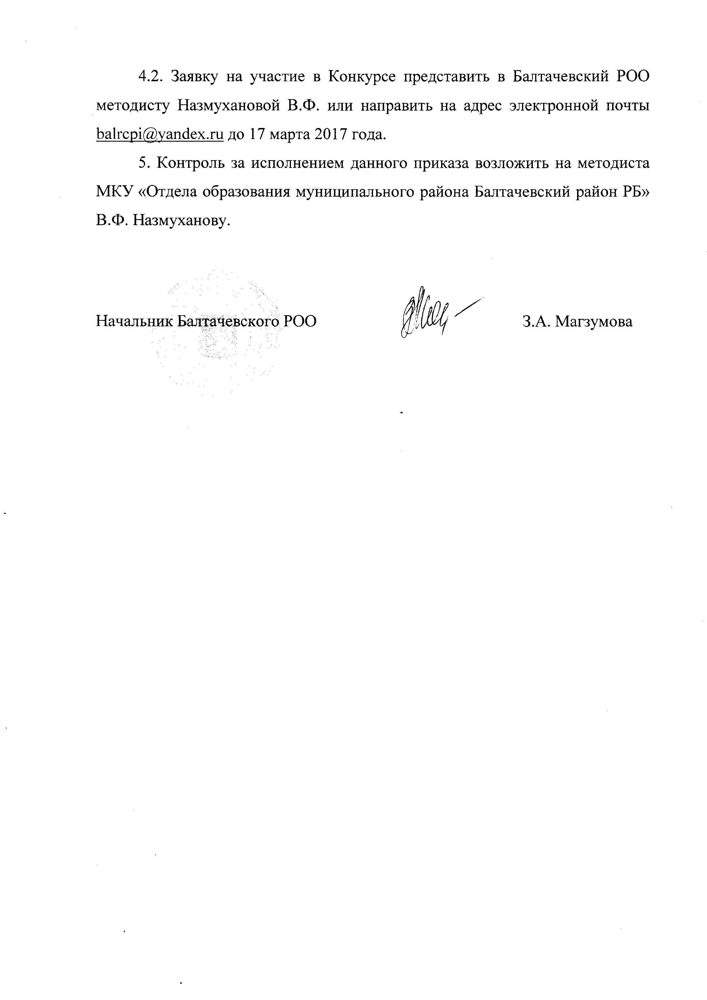 4.2. Заявку на участие в Конкурсе представить в Балтачевский РОО
методисту Назмухановой В.Ф. или направить на адрес электронной почты
balrcpi@yandex.ru до 17 марта 2017 года.
5. Контроль за исполнением данного приказа возложить на методиста
МКУ «Отдела образования муниципального района Балтачевский район РБ»
В.Ф. Назмуханову.
Начальник Балтачевского РОО З.А. Магзумова